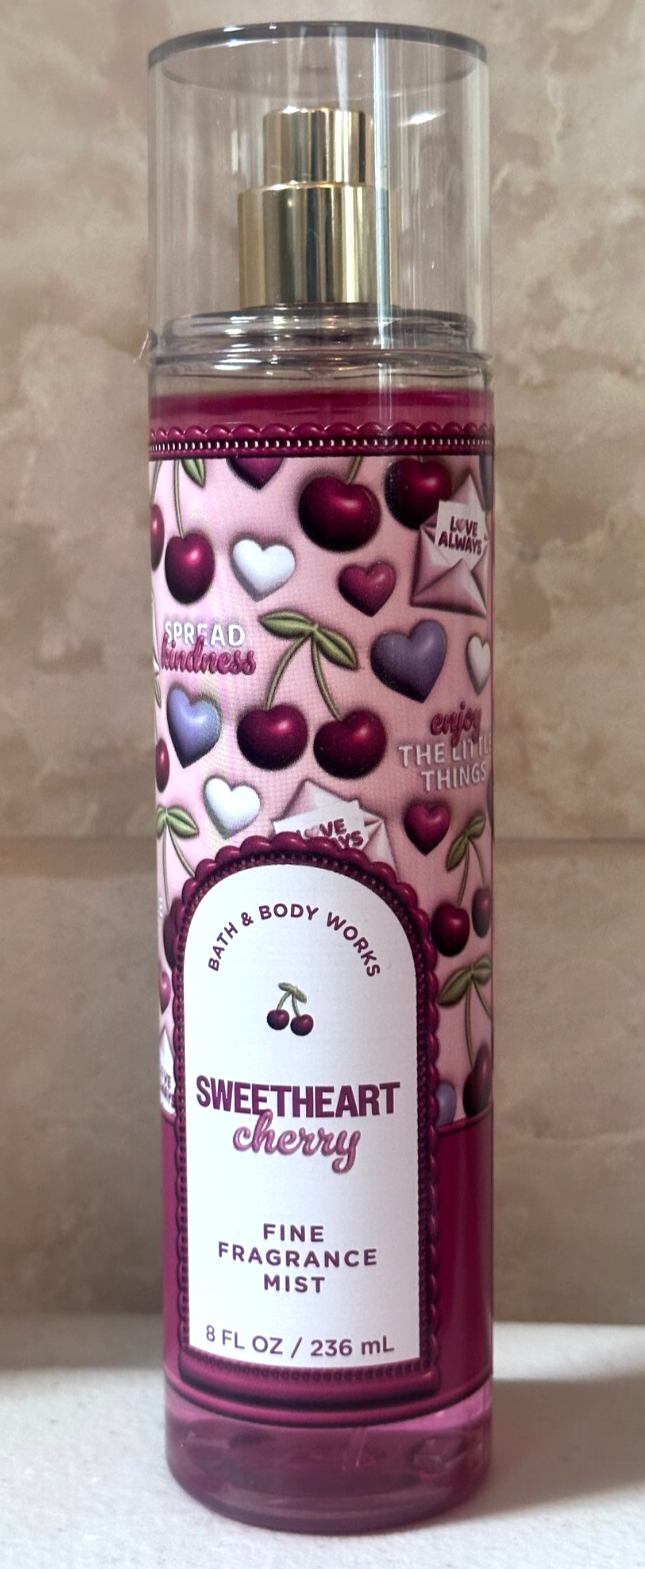 LOVE
ALWAYS
SPREAD
kindness
enjoy
THE LITTLE
THINGS
BATH & BODY WORKS
SWEETHEART
cherry
FINE
FRAGRANCE
MIST
8 FL OZ / 236 mL